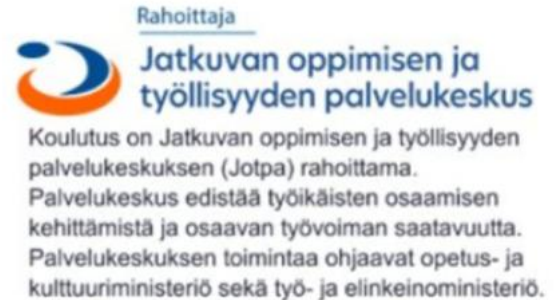 Rahoittaja
Jatkuvan oppimisen ja
työllisyyden palvelukeskus
Koulutus on Jatkuvan oppimisen ja työllisyyden
palvelukeskuksen (Jotpa) rahoittama.
Palvelukeskus edistää työikäisten osaamisen
kehittämistä ja osaavan työvoiman saatavuutta.
Palvelukeskuksen toimintaa ohjaavat opetus- ja
kulttuuriministeriö sekä työ- ja elinkeinoministeriö.